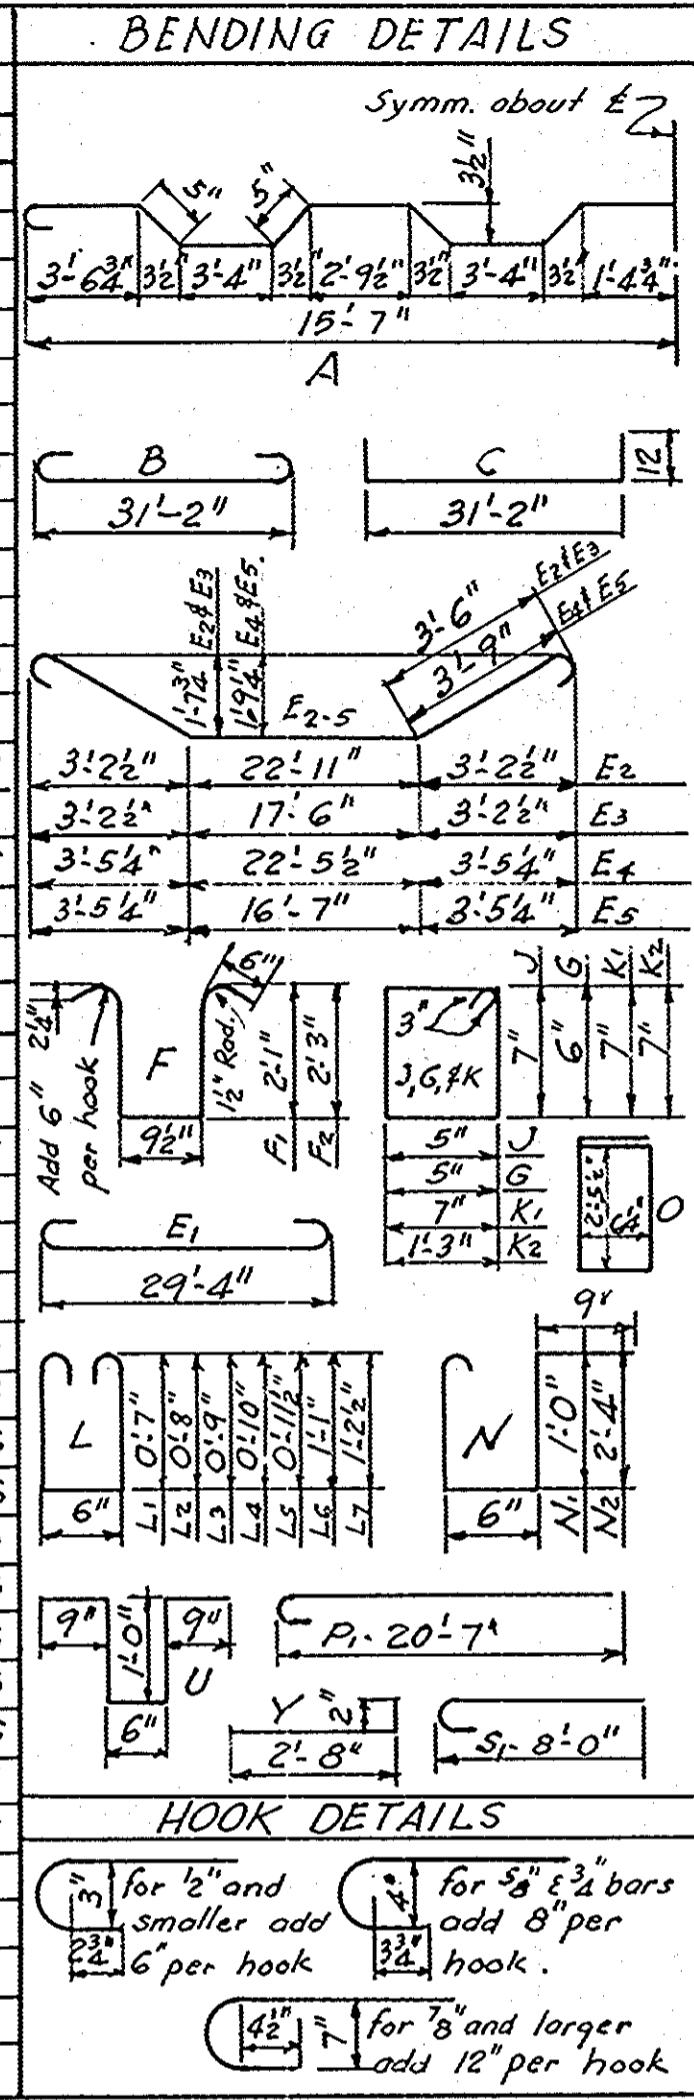 BENDING DETAILS
Symm. about ℄
5" 5" 3½"
3'-6¾" 3½" 3'-4" 3½" 2'-9½" 3½" 3'-4" 3½" 1'-4¾"
15'-7"
A
B C 12
31'-2" 31'-2"
1'-7¾" E2 & E3
1'-9¼" E4 & E5.
3'-6" E2 & E3
3'-9" E4 & E5
E2-5
3'-2½" 22'-11" 3'-2½" E2
3'-2½" 17'-6" 3'-2½" E3
3'-5¼" 22'-5½" 3'-5¼" E4
3'-5¼" 16'-7" 3'-5¼" E5
2¼"
Add 6" per hook
F
6"
1½" Rad.
2'-1" F1
2'-3" F2
9½"
3"
J, G, & K
7" J
6" G
7" K1
7" K2
5" J
5" G
7" K1
1'-3" K2
2'-5½" 6¼" O
E1
29'-4"
L
6"
0'-7" L1
0'-8" L2
0'-9" L3
0'-10" L4
0'-11½" L5
1'-1" L6
1'-2½" L7
9"
N
6"
1'-0" N1
2'-4" N2
9" 1'-0" 9"
U
6"
P1- 20'-7"
Y 2"
2'-8"
S1- 8'-0"
HOOK DETAILS
3" for ½" and
smaller add
2¾" 6" per hook
4" for ⅝" & ¾" bars
add 8" per
3¾" hook.
4½" 7" for ⅞" and larger
add 12" per hook